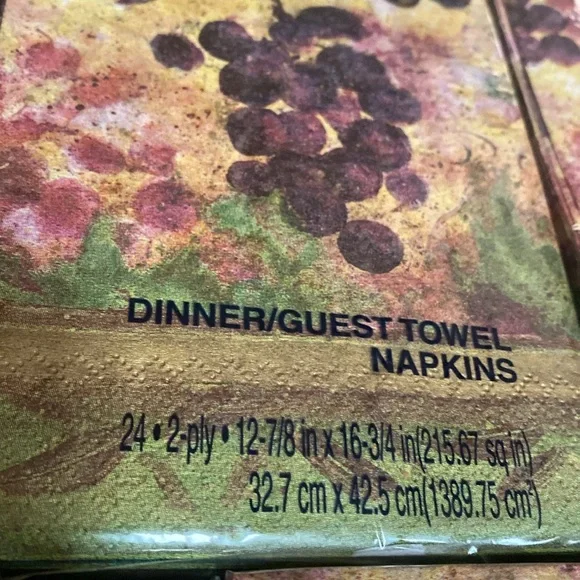 DINNER/GUEST TOWEL
NAPKINS
24 • 2-ply • 12-7/8 in x 16-3/4 in(215.67 sq in)
32.7 cm x 42.5 cm(1389.75 cm²)